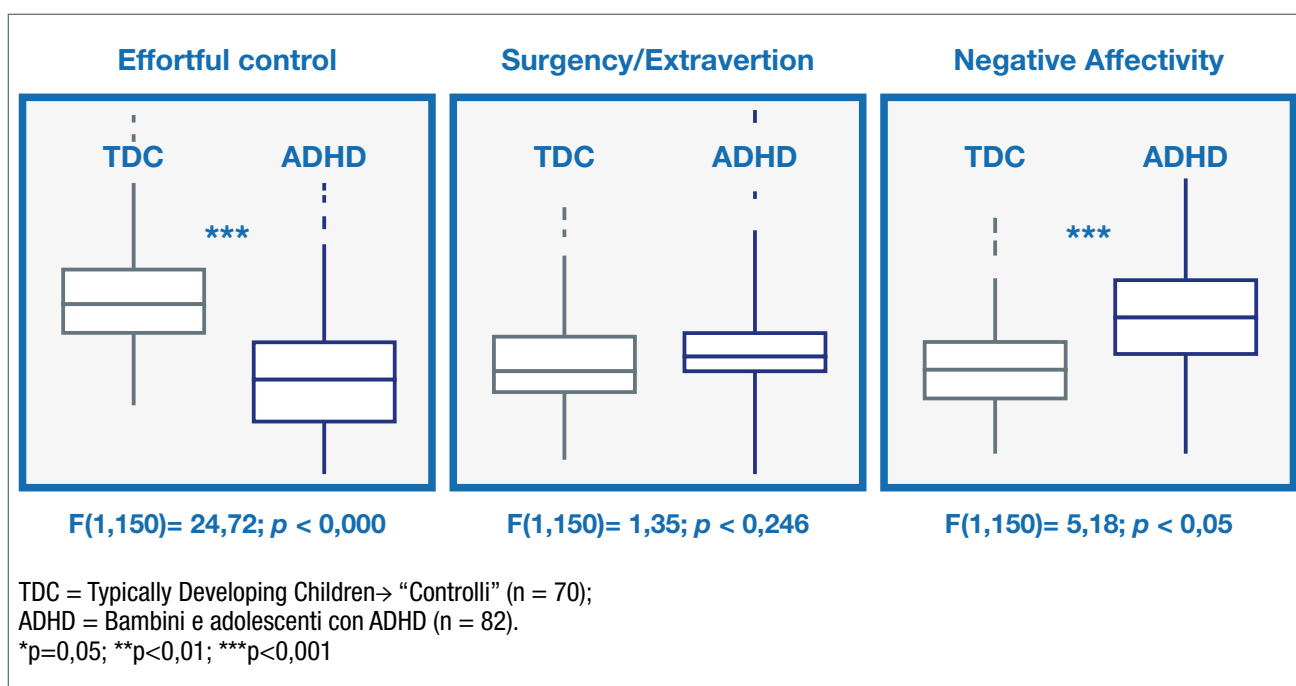 Effortful control
Surgency/Extravertion
Negative Affectivity
TDC
ADHD
***
TDC
ADHD
TDC
ADHD
***
F(1,150)= 24,72; p < 0,000
F(1,150)= 1,35; p < 0,246
F(1,150)= 5,18; p < 0,05
TDC = Typically Developing Children→ “Controlli” (n = 70);
ADHD = Bambini e adolescenti con ADHD (n = 82).
*p=0,05; **p<0,01; ***p<0,001